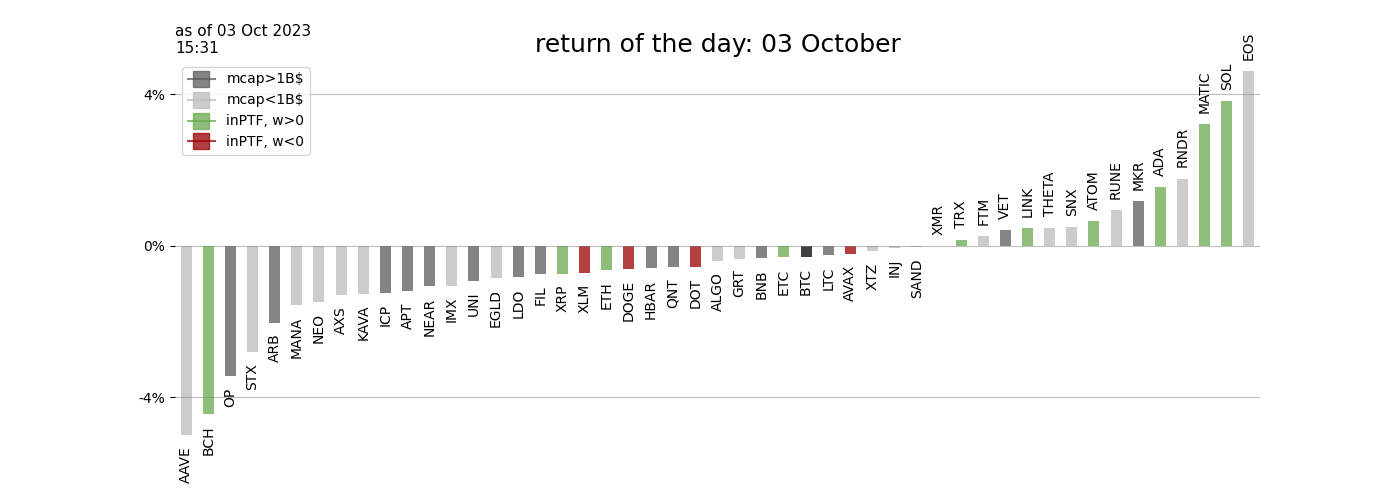 as of 03 Oct 2023
15:31
return of the day: 03 October
mcap>1B$
mcap<1B$
inPTF, w>0
inPTF, w<0
4%
0%
-4%
AAVE
BCH
OP
STX
ARB
MANA
NEO
AXS
KAVA
ICP
APT
NEAR
IMX
UNI
EGLD
LDO
FIL
XRP
XLM
ETH
DOGE
HBAR
QNT
DOT
ALGO
GRT
BNB
ETC
BTC
LTC
AVAX
XTZ
INJ
SAND
XMR
TRX
FTM
VET
LINK
THETA
SNX
ATOM
RUNE
MKR
ADA
RNDR
MATIC
SOL
EOS